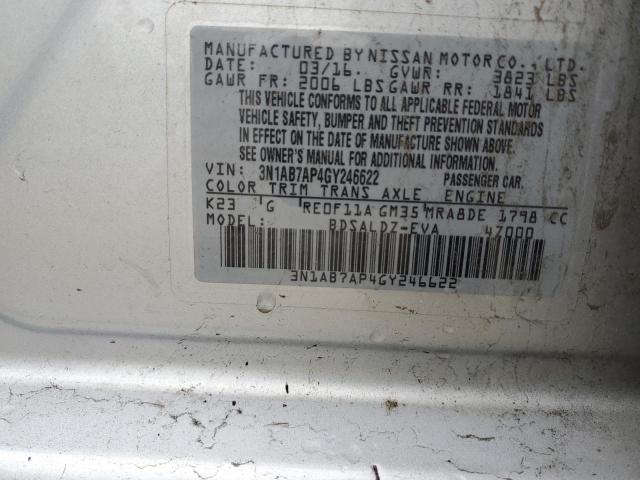 MANUFACTURED BY NISSAN MOTOR CO., LTD.
DATE: 03/16 GVWR: 3823 LBS
GAWR FR: 2006 LBS GAWR RR: 1841 LBS
THIS VEHICLE CONFORMS TO ALL APPLICABLE FEDERAL MOTOR
VEHICLE SAFETY, BUMPER AND THEFT PREVENTION STANDARDS
IN EFFECT ON THE DATE OF MANUFACTURE SHOWN ABOVE.
SEE OWNER'S MANUAL FOR ADDITIONAL INFORMATION.
VIN: 3N1AB7AP4GY246622 PASSENGER CAR.
COLOR TRIM TRANS AXLE ENGINE
K23 G RE0F11A GM35 MRA8DE 1798 CC
MODEL: BDSALDZ-EVA 47000
3N1AB7AP4GY246622